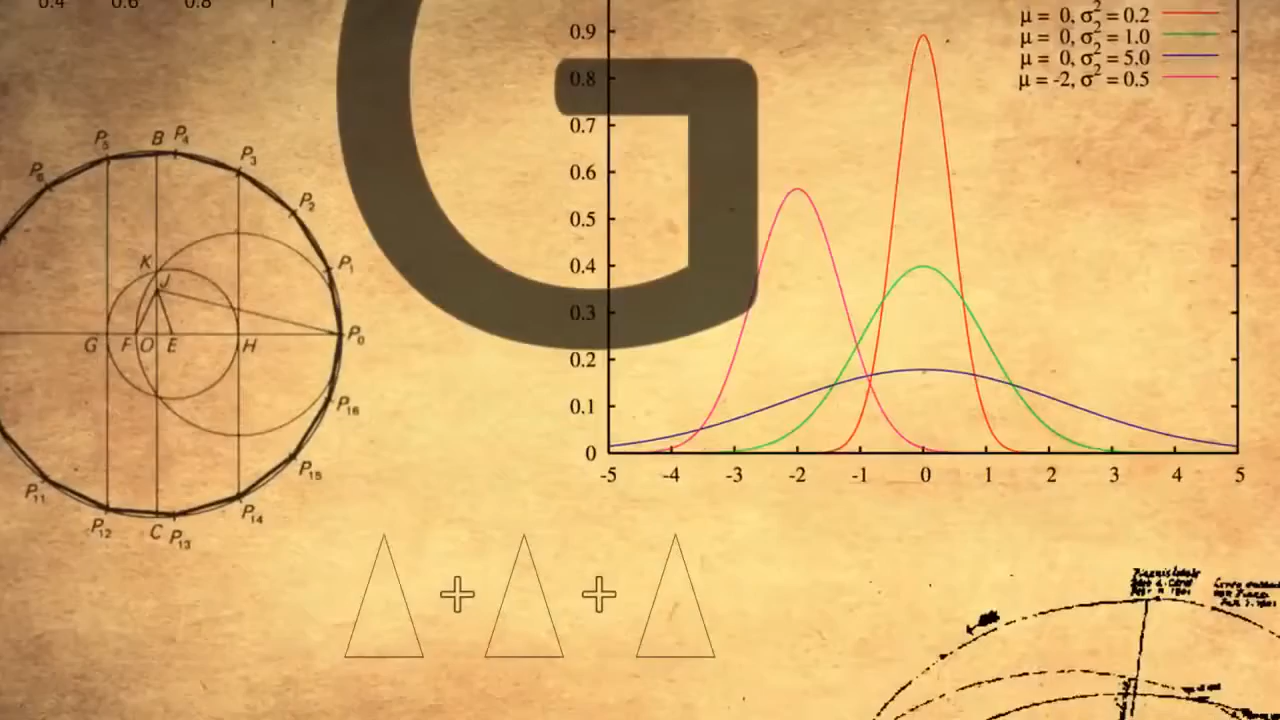 0.4 0.6 0.8 1
G
μ = 0, σ² = 0.2
μ = 0, σ² = 1.0
μ = 0, σ² = 5.0
μ = -2, σ² = 0.5
0.9
0.8
0.7
0.6
0.5
0.4
0.3
0.2
0.1
0
-5 -4 -3 -2 -1 0 1 2 3 4 5
P5 B P4
P3
P6
P2
K
P1
J
G F O E H P0
P16
P15
P11
P14
P12 C P13
+ +